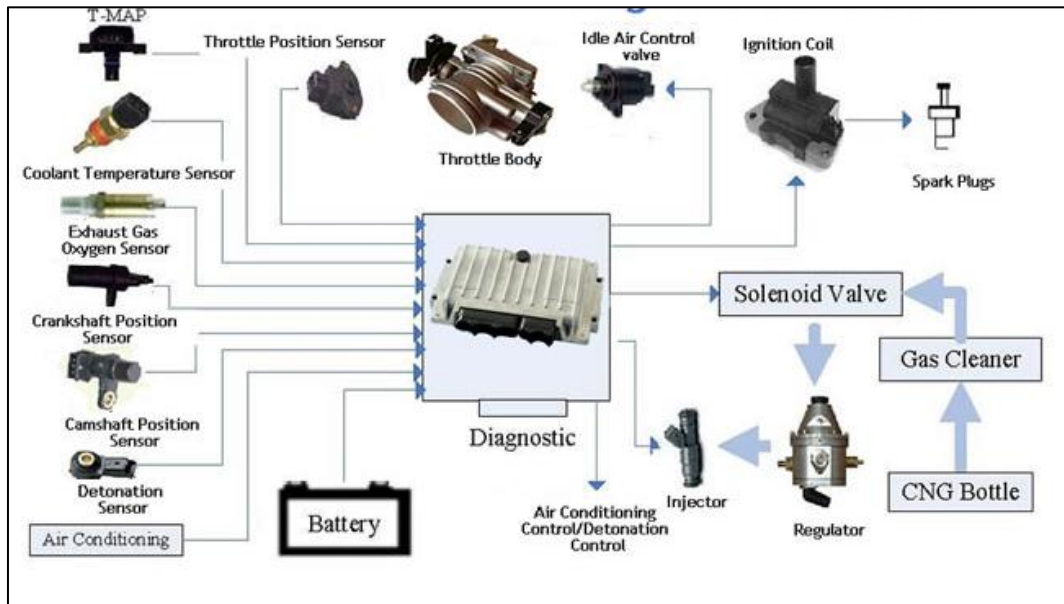 T-MAP
Throttle Position Sensor
Idle Air Control
valve
Ignition Coil
Throttle Body
Coolant Temperature Sensor
Spark Plugs
Exhaust Gas
Oxygen Sensor
Solenoid Valve
Crankshaft Position
Sensor
Gas Cleaner
Camshaft Position
Sensor
Diagnostic
Detonation
Sensor
Battery
Injector
CNG Bottle
Air Conditioning
Control/Detonation
Control
Regulator
Air Conditioning